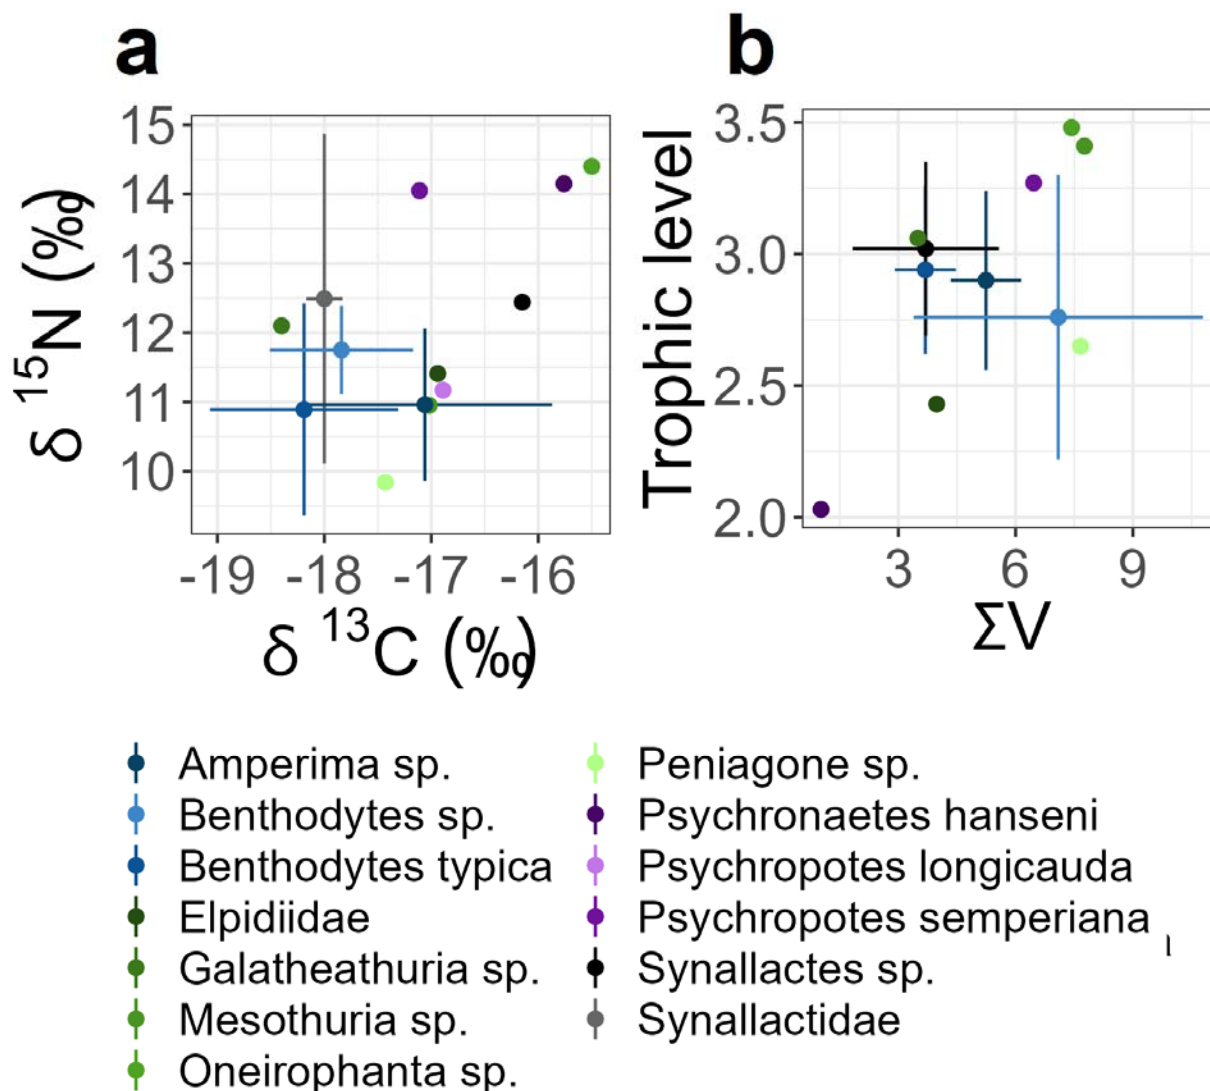 a
b
δ ¹⁵N (‰)
15
14
13
12
11
10
-19 -18 -17 -16
δ ¹³C (‰)
Trophic level
3.5
3.0
2.5
2.0
3 6 9
ΣV
Amperima sp.
Benthodytes sp.
Benthodytes typica
Elpidiidae
Galatheathuria sp.
Mesothuria sp.
Oneirophanta sp.
Peniagone sp.
Psychronaetes hanseni
Psychropotes longicauda
Psychropotes semperiana
Synallactes sp.
Synallactidae